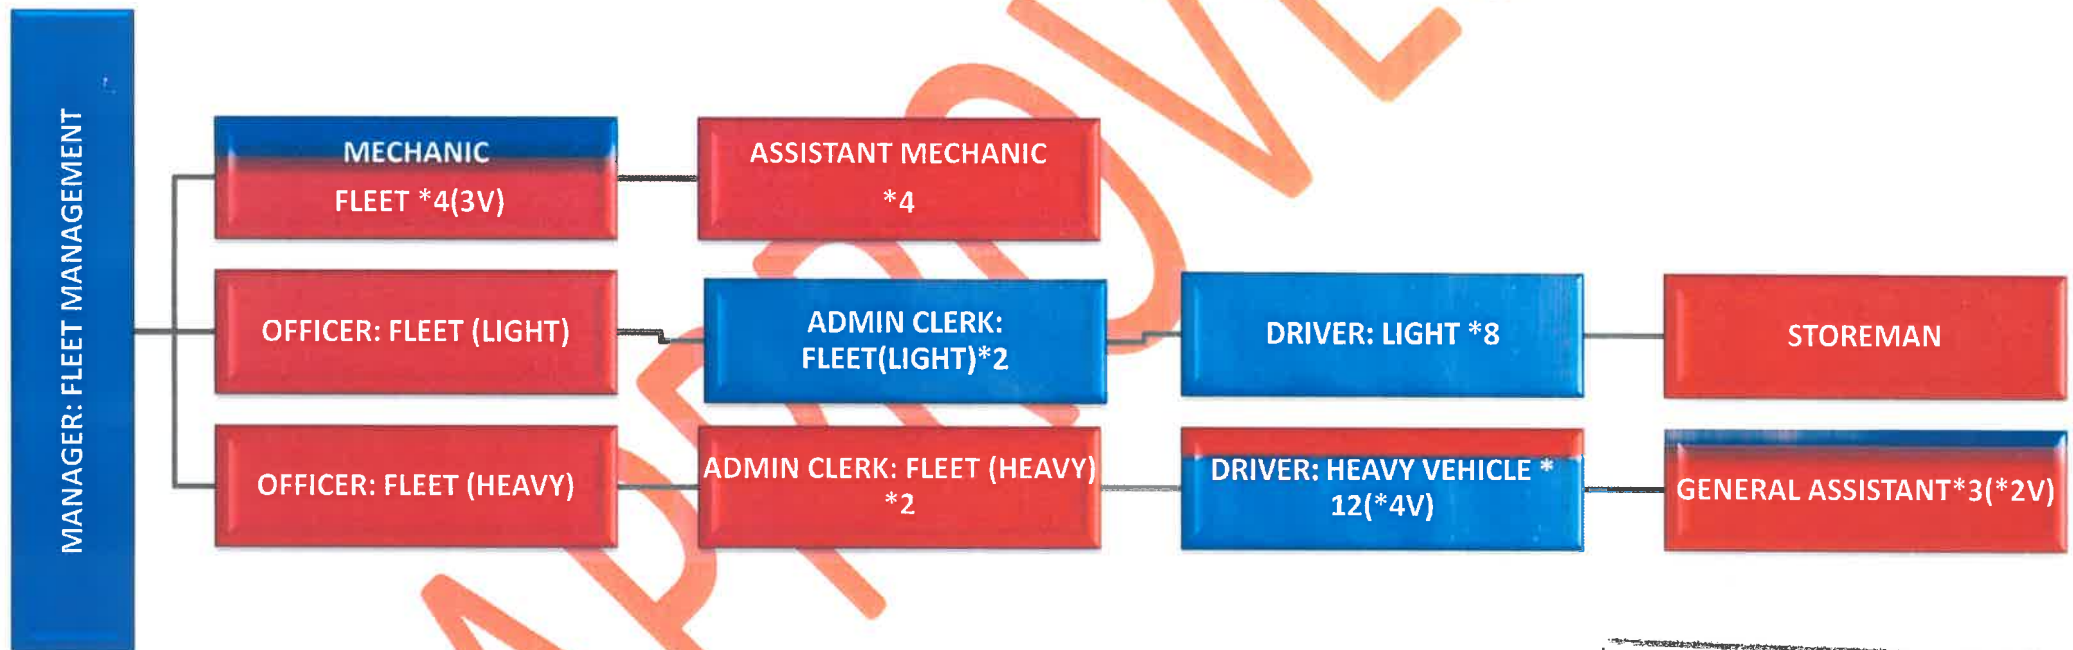 MANAGER: FLEET MANAGEMENT
MECHANIC
FLEET *4(3V)
ASSISTANT MECHANIC
*4
OFFICER: FLEET (LIGHT)
ADMIN CLERK:
FLEET(LIGHT)*2
DRIVER: LIGHT *8
STOREMAN
OFFICER: FLEET (HEAVY)
ADMIN CLERK: FLEET (HEAVY)
*2
DRIVER: HEAVY VEHICLE *
12(*4V)
GENERAL ASSISTANT*3(*2V)